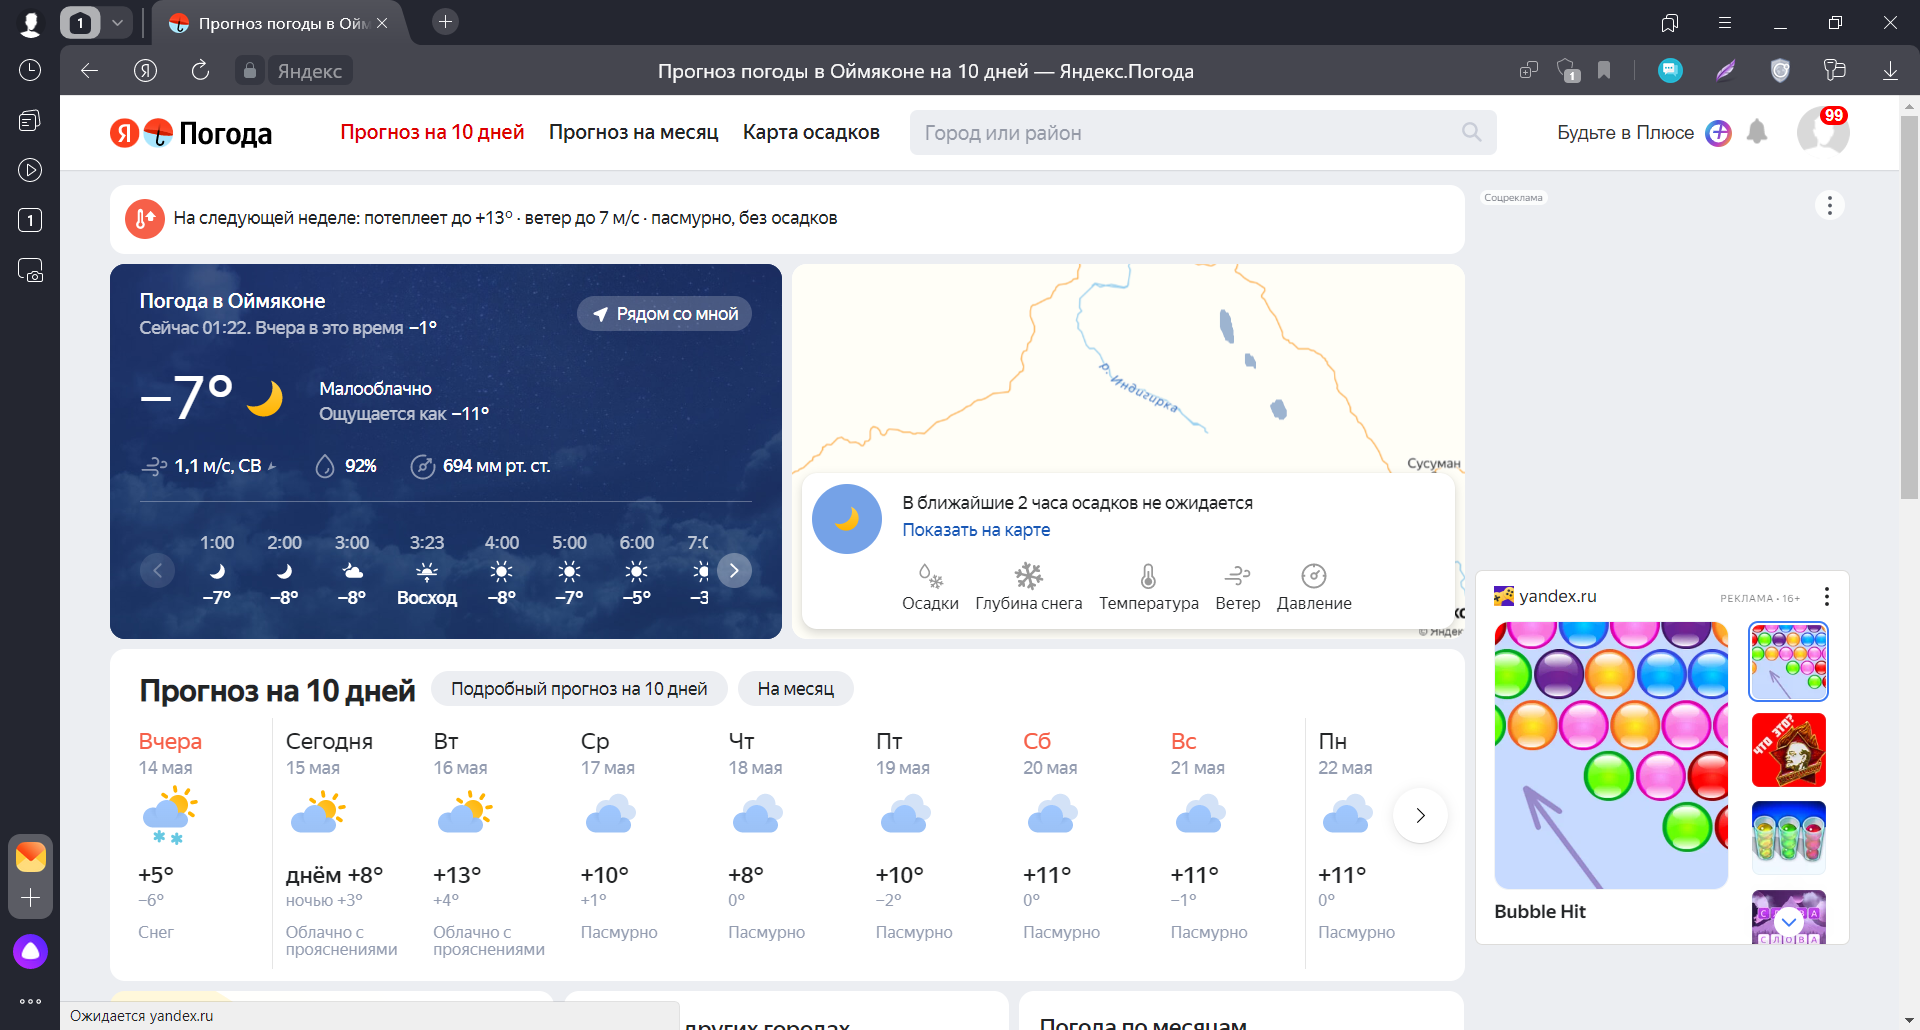 1
Прогноз погоды в Ойм
Яндекс
Прогноз погоды в Оймяконе на 10 дней — Яндекс.Погода
1
1
Я Погода
Прогноз на 10 дней
Прогноз на месяц
Карта осадков
Город или район
Будьте в Плюсе
99
На следующей неделе: потеплеет до +13° · ветер до 7 м/с · пасмурно, без осадков
Соцреклама
Погода в Оймяконе
Сейчас 01:22. Вчера в это время −1°
Рядом со мной
−7°
Малооблачно
Ощущается как −11°
1,1 м/с, СВ
92%
694 мм рт. ст.
1:00 2:00 3:00 3:23 4:00 5:00 6:00
−7° −8° −8° Восход −8° −7° −5°
р. Индигирка
Сусуман
В ближайшие 2 часа осадков не ожидается
Показать на карте
Осадки Глубина снега Температура Ветер Давление
© Яндек
yandex.ru
РЕКЛАМА • 16+
ЧТО ЭТО?
Bubble Hit
СЛОВА
Прогноз на 10 дней
Подробный прогноз на 10 дней
На месяц
Вчера Сегодня Вт Ср Чт Пт Сб Вс Пн
14 мая 15 мая 16 мая 17 мая 18 мая 19 мая 20 мая 21 мая 22 мая
+5° днём +8° +13° +10° +8° +10° +11° +11° +11°
−6° ночью +3° +4° +1° 0° −2° 0° −1° 0°
Снег Облачно с Облачно с Пасмурно Пасмурно Пасмурно Пасмурно Пасмурно Пасмурно
прояснениями прояснениями
других городах
Погода по месяцам
Ожидается yandex.ru